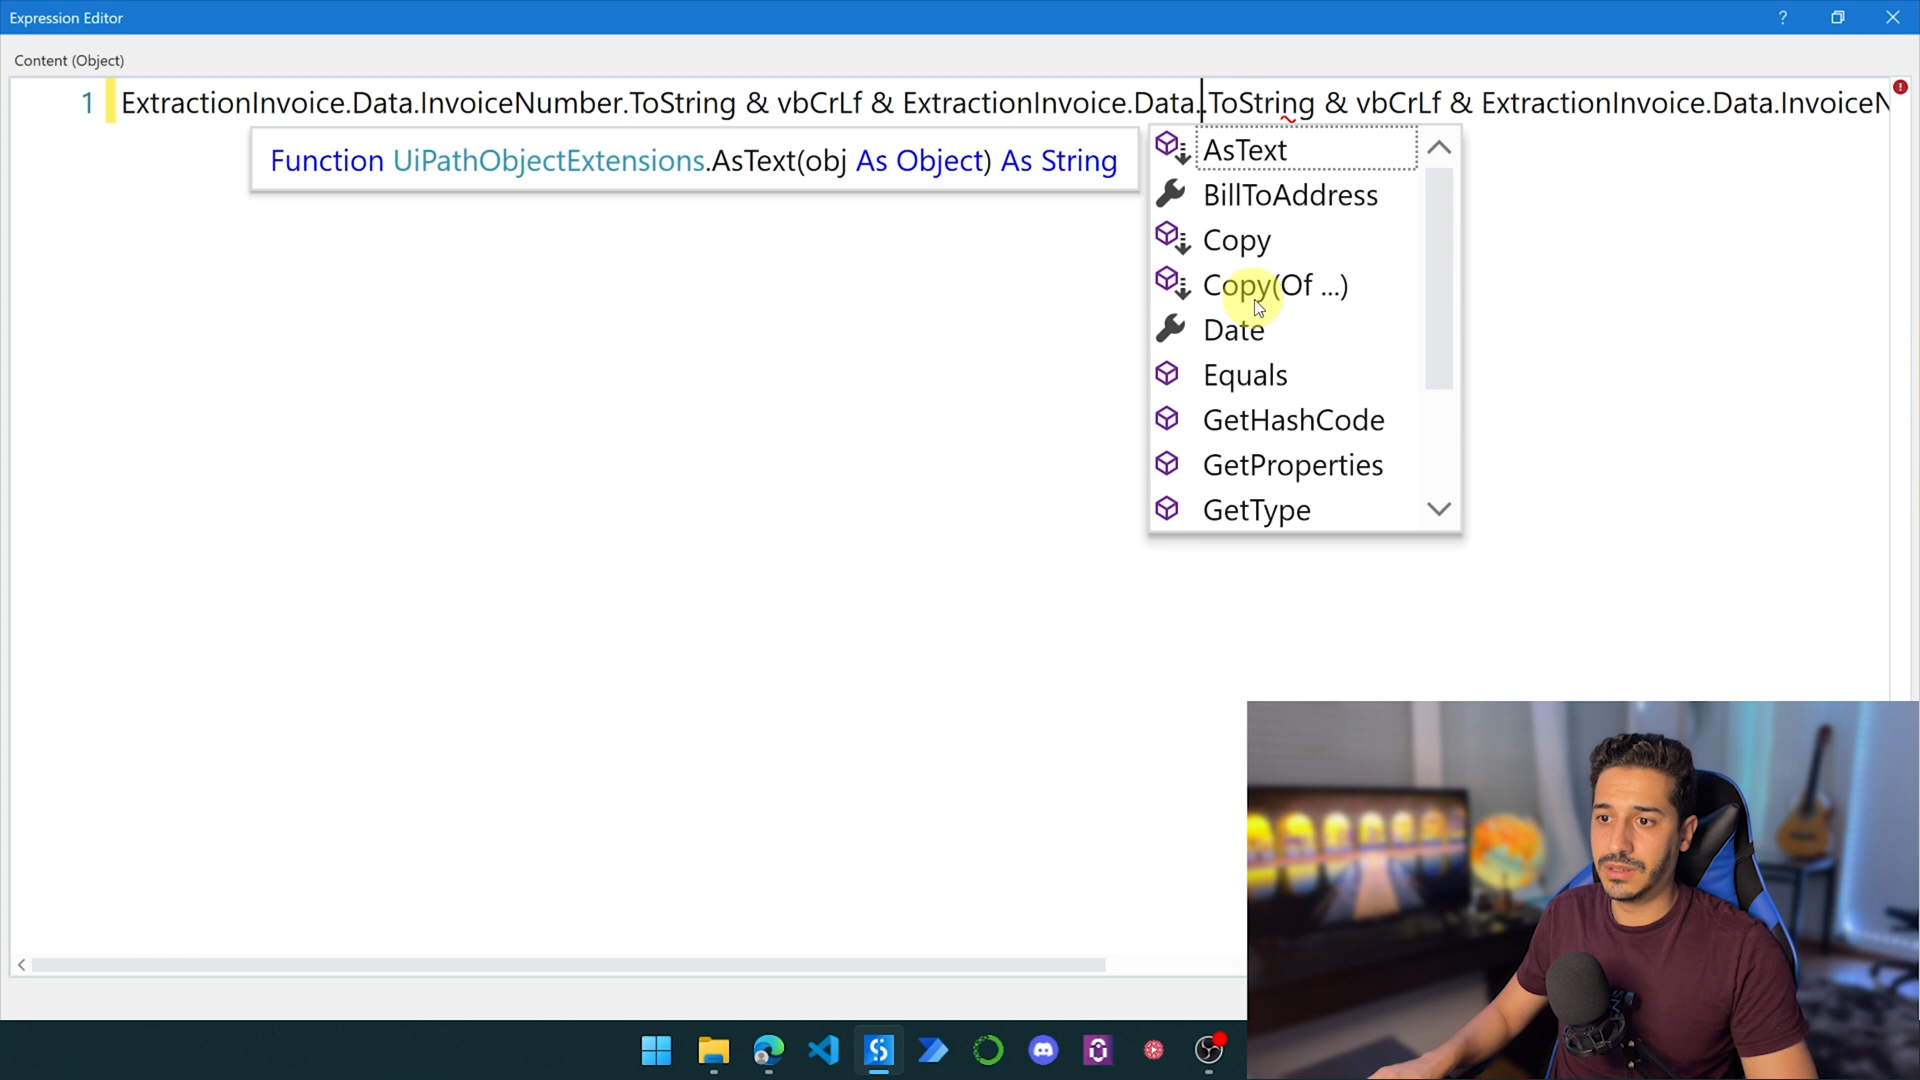 Expression Editor
?
Content (Object)
1 ExtractionInvoice.Data.InvoiceNumber.ToString & vbCrLf & ExtractionInvoice.Data..ToString & vbCrLf & ExtractionInvoice.Data.InvoiceN
Function UiPathObjectExtensions.AsText(obj As Object) As String
AsText
BillToAddress
Copy
Copy(Of ...)
Date
Equals
GetHashCode
GetProperties
GetType